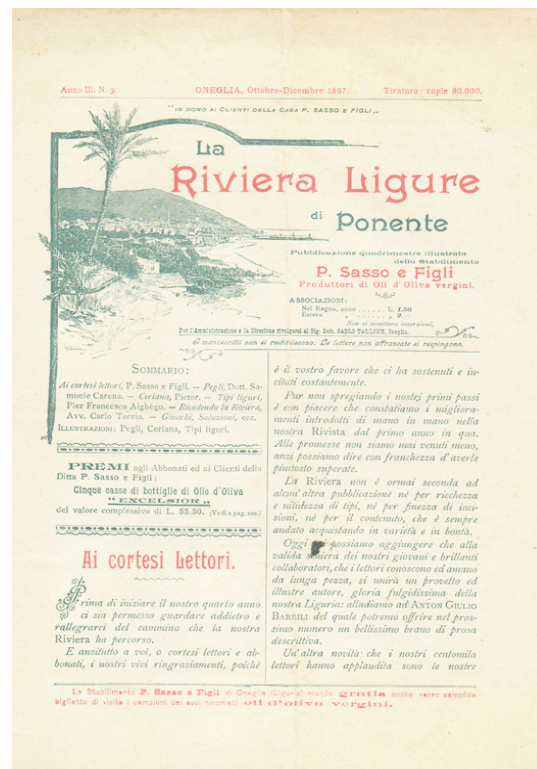 Anno III. N. 9.
ONEGLIA, Ottobre-Dicembre 1897.
Tiratura: copie 80,000.
"IN DONO AI CLIENTI DELLA CASA P. SASSO E FIGLI„
La
Riviera Ligure
di Ponente
Pubblicazione quadrimestre illustrata
dello Stabilimento
P. Sasso e Figli
Produttori di Oli d'Oliva vergini.
ASSOCIAZIONI:
Nel Regno, anno . . . . . . L. 1.50
Estero „ . . . . . . „ 2.—
Non si accettano inserzioni.
Per l'Amministrazione e la Direzione rivolgersi al Sig. Dott. CARLO TALLONE, Oneglia.
I manoscritti non si restituiscono. Le lettere non affrancate si respingono.
SOMMARIO:
Ai cortesi lettori, P. Sasso e Figli. — Pegli, Dott. Sa-
muele Carena. — Ceriana, Pictor. — Tipi liguri,
Pier Francesco Aighego. — Rivedendo la Riviera,
Avv. Carlo Torria. — Giuochi, Soluzioni, ecc.
ILLUSTRAZIONI: Pegli, Ceriana, Tipi liguri.
PREMI agli Abbonati ed ai Clienti della
Ditta P. Sasso e Figli:
Cinque casse di bottiglie di Olio d'Oliva
"EXCELSIOR„
del valore complessivo di L. 55.50. (Vedi a pag.
Ai cortesi Lettori.
Prima di iniziare il nostro quarto anno
ci sia permesso guardare addietro e
rallegrarci del cammino che la nostra
Riviera ha percorso.
E anzitutto a voi, o cortesi lettori e ab-
bonati, i nostri vivi ringraziamenti, poichè
è il vostro favore che ci ha sostenuti e in-
citati costantemente.
Pur non spregiando i nostri primi passi
è con piacere che constatiamo i migliora-
menti introdotti di mano in mano nella
nostra Rivista dal primo anno in qua.
Alle promesse non siamo mai venuti meno,
anzi possiamo dire con franchezza d'averle
piuttosto superate.
La Riviera non è ormai seconda ad
alcun'altra pubblicazione nè per ricchezza
e nitidezza di tipi, nè per finezza di inci-
zioni, nè per il contenuto, che è sempre
andato acquistando in varietà e in bontà.
Oggi possiamo aggiungere che alla
valida schiera dei nostri giovani e brillanti
collaboratori, che i lettori conoscono ed amano
da lunga pezza, si unirà un provetto ed
illustre autore, gloria fulgidissima della
nostra Liguria: alludiamo ad ANTON GIULIO
BARRILI del quale potremo offrire nel pros-
simo numero un bellissimo brano di prosa
descrittiva.
Un'altra novità che i nostri centomila
lettori hanno applaudita sono le nostre
Lo Stabilimento P. Sasso e Figli di Oneglia (Liguria) manda gratis anche verso semplice
biglietto di visita i campioni dei suoi rinomati oli d'oliva vergini.